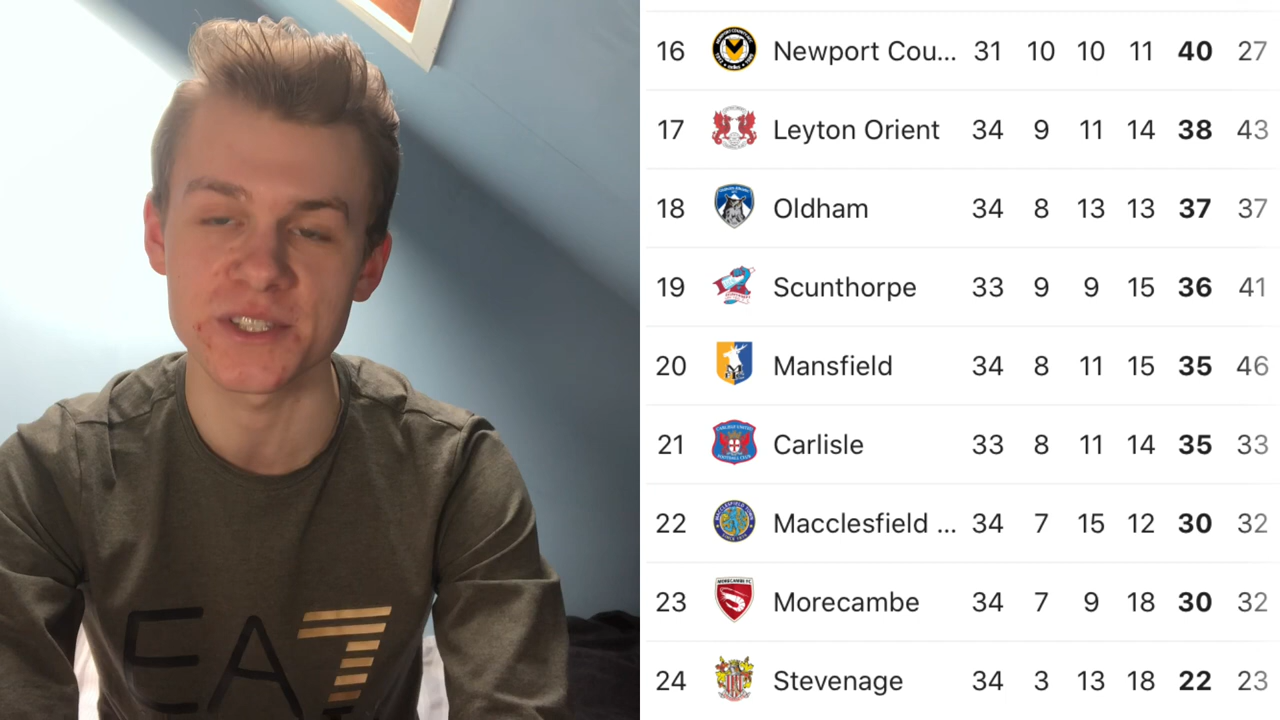 EA7
16 Newport Cou... 31 10 10 11 40 27
17 Leyton Orient 34 9 11 14 38 43
18 Oldham 34 8 13 13 37 37
19 Scunthorpe 33 9 9 15 36 41
20 Mansfield 34 8 11 15 35 46
21 Carlisle 33 8 11 14 35 33
22 Macclesfield ... 34 7 15 12 30 32
23 Morecambe 34 7 9 18 30 32
24 Stevenage 34 3 13 18 22 23